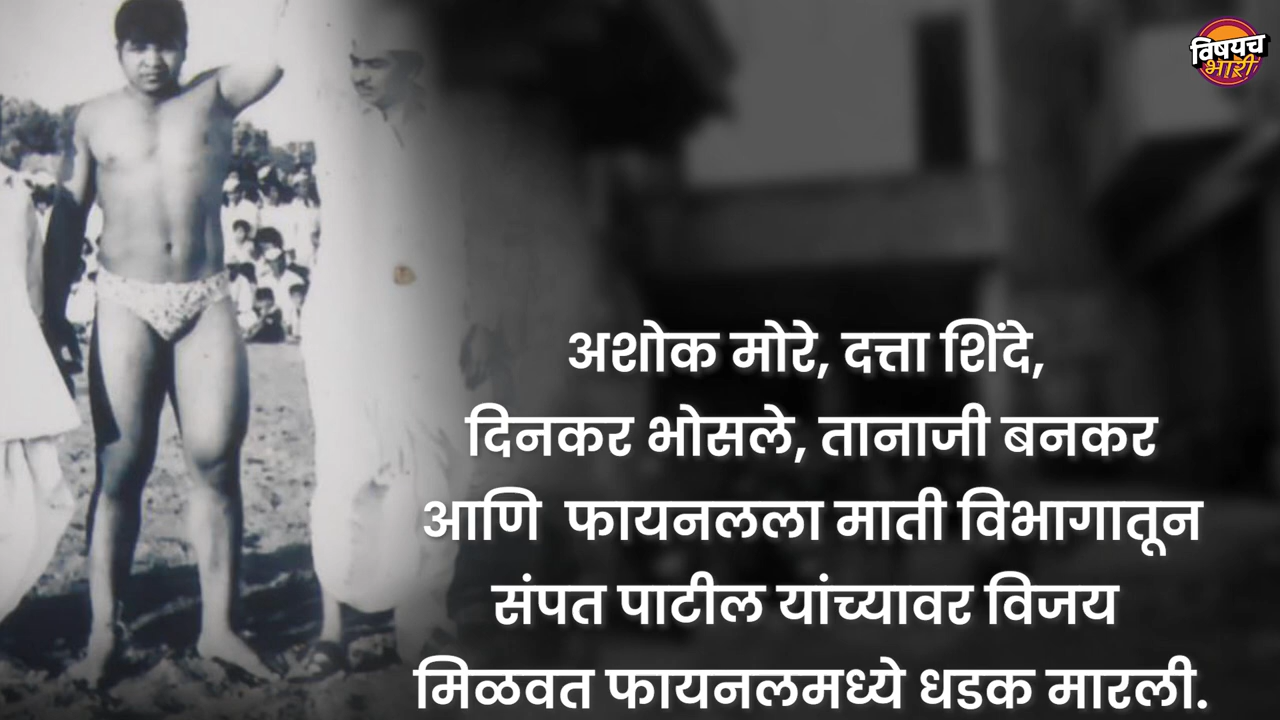 विषयच
भारी
अशोक मोरे, दत्ता शिंदे,
दिनकर भोसले, तानाजी बनकर
आणि फायनलला माती विभागातून
संपत पाटील यांच्यावर विजय
मिळवत फायनलमध्ये धडक मारली.